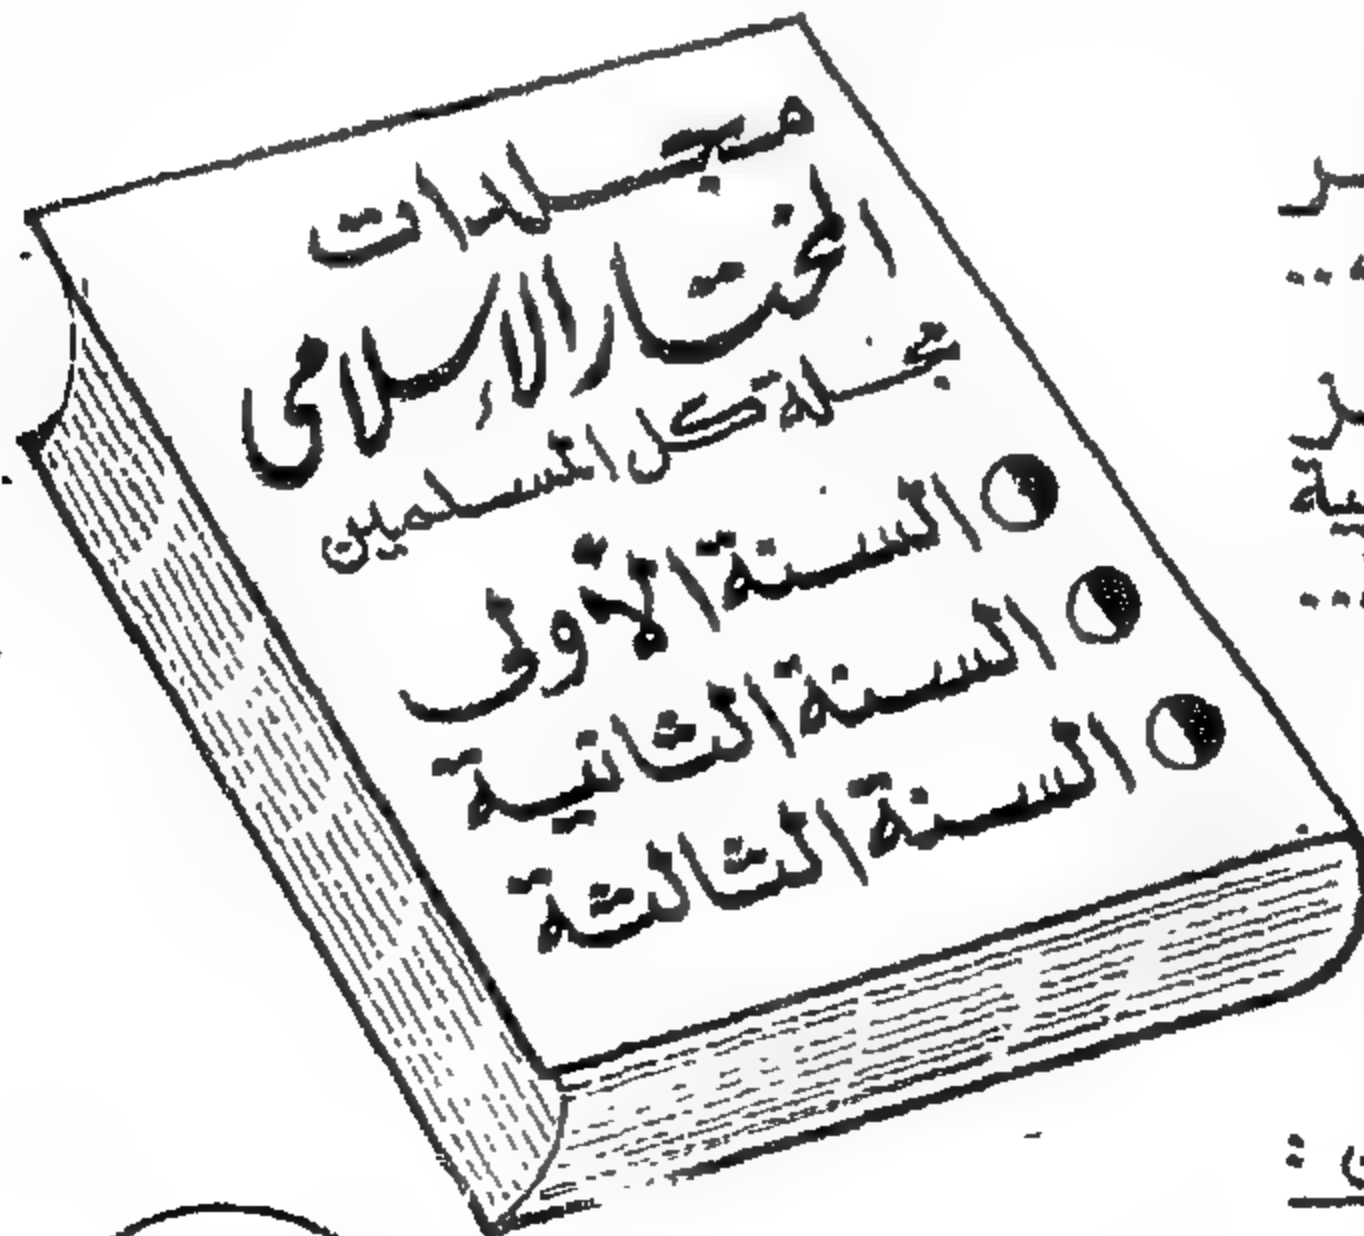 مجلدات
المختار الإسلامى
مجلة كل المسلمين
السنة الأولى
السنة الثانية
السنة الثالثة